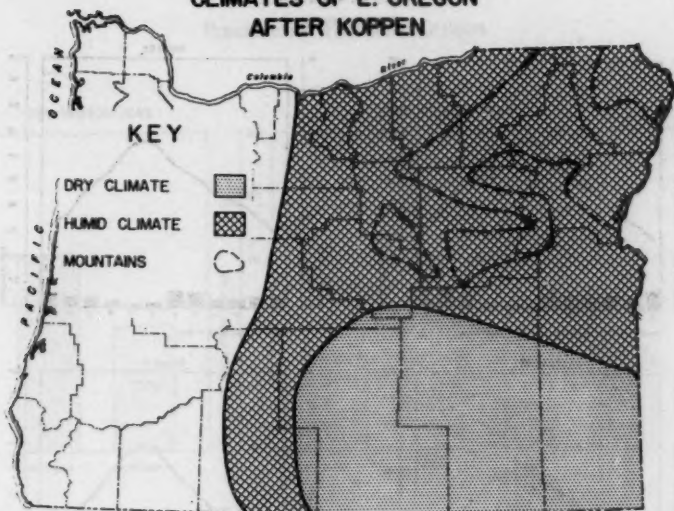 CLIMATES OF E. OREGON
AFTER KOPPEN
Columbia River
PACIFIC OCEAN
KEY
DRY CLIMATE
HUMID CLIMATE
MOUNTAINS